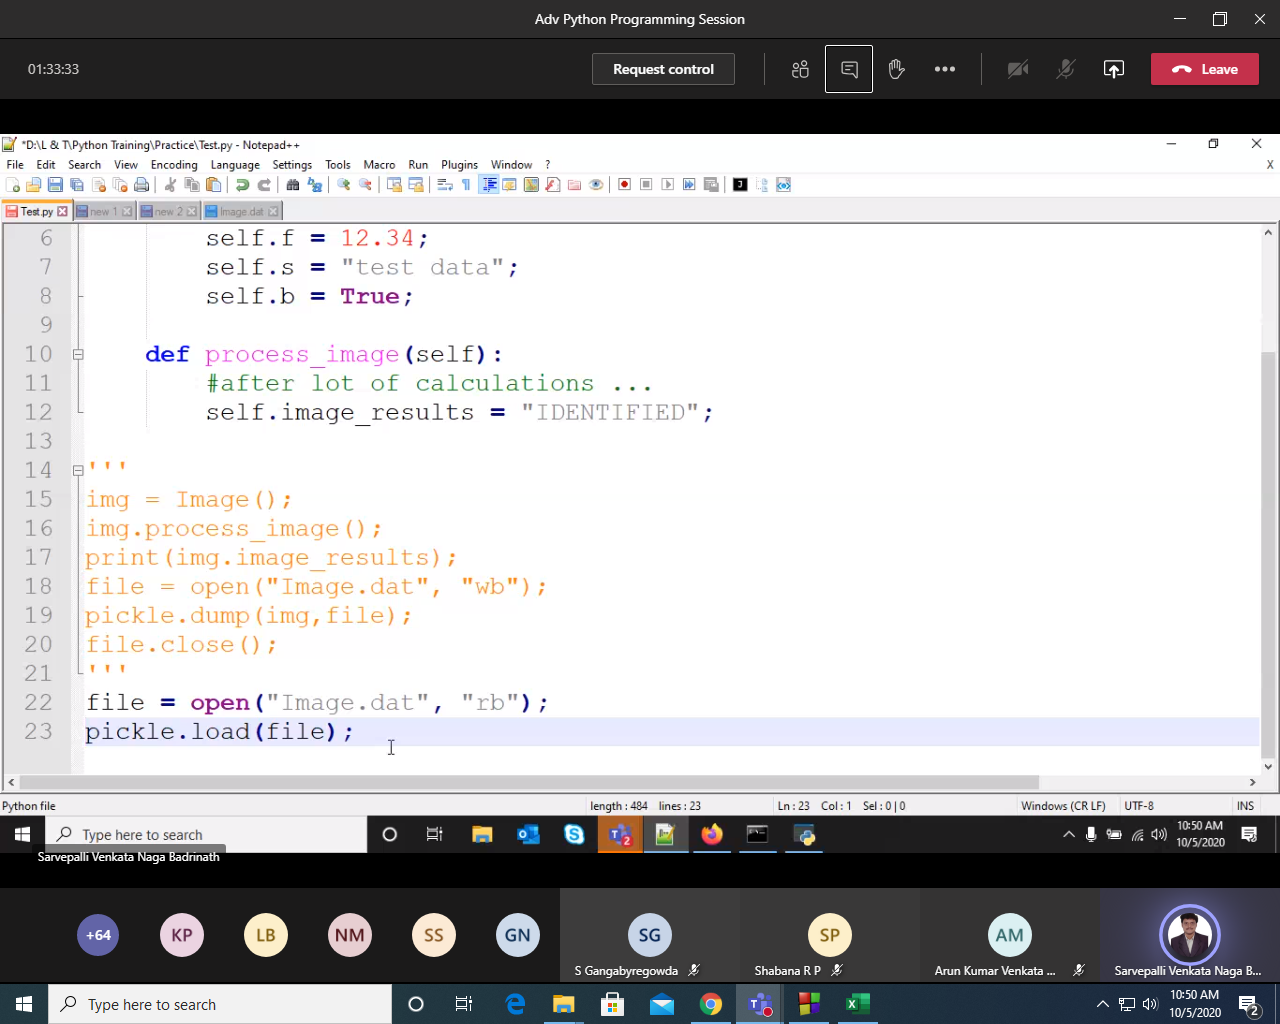 Adv Python Programming Session
01:33:33
Request control
Leave
*D:\L & T\Python Training\Practice\Test.py - Notepad++
File Edit Search View Encoding Language Settings Tools Macro Run Plugins Window ?
X
Test.py new 1 new 2 Image.dat
6 self.f = 12.34;
7 self.s = "test data";
8 self.b = True;
9
10 def process_image(self):
11 #after lot of calculations ...
12 self.image_results = "IDENTIFIED";
13
14 '''
15 img = Image();
16 img.process_image();
17 print(img.image_results);
18 file = open("Image.dat", "wb");
19 pickle.dump(img,file);
20 file.close();
21 '''
22 file = open("Image.dat", "rb");
23 pickle.load(file);
Python file length : 484 lines : 23 Ln : 23 Col : 1 Sel : 0 | 0 Windows (CR LF) UTF-8 INS
Type here to search
2
10:50 AM
10/5/2020
Sarvepalli Venkata Naga Badrinath
+64 KP LB NM SS GN SG SP AM
S Gangabyregowda Shabana R P Arun Kumar Venkata ... Sarvepalli Venkata Naga B...
Type here to search
10:50 AM
10/5/2020
2